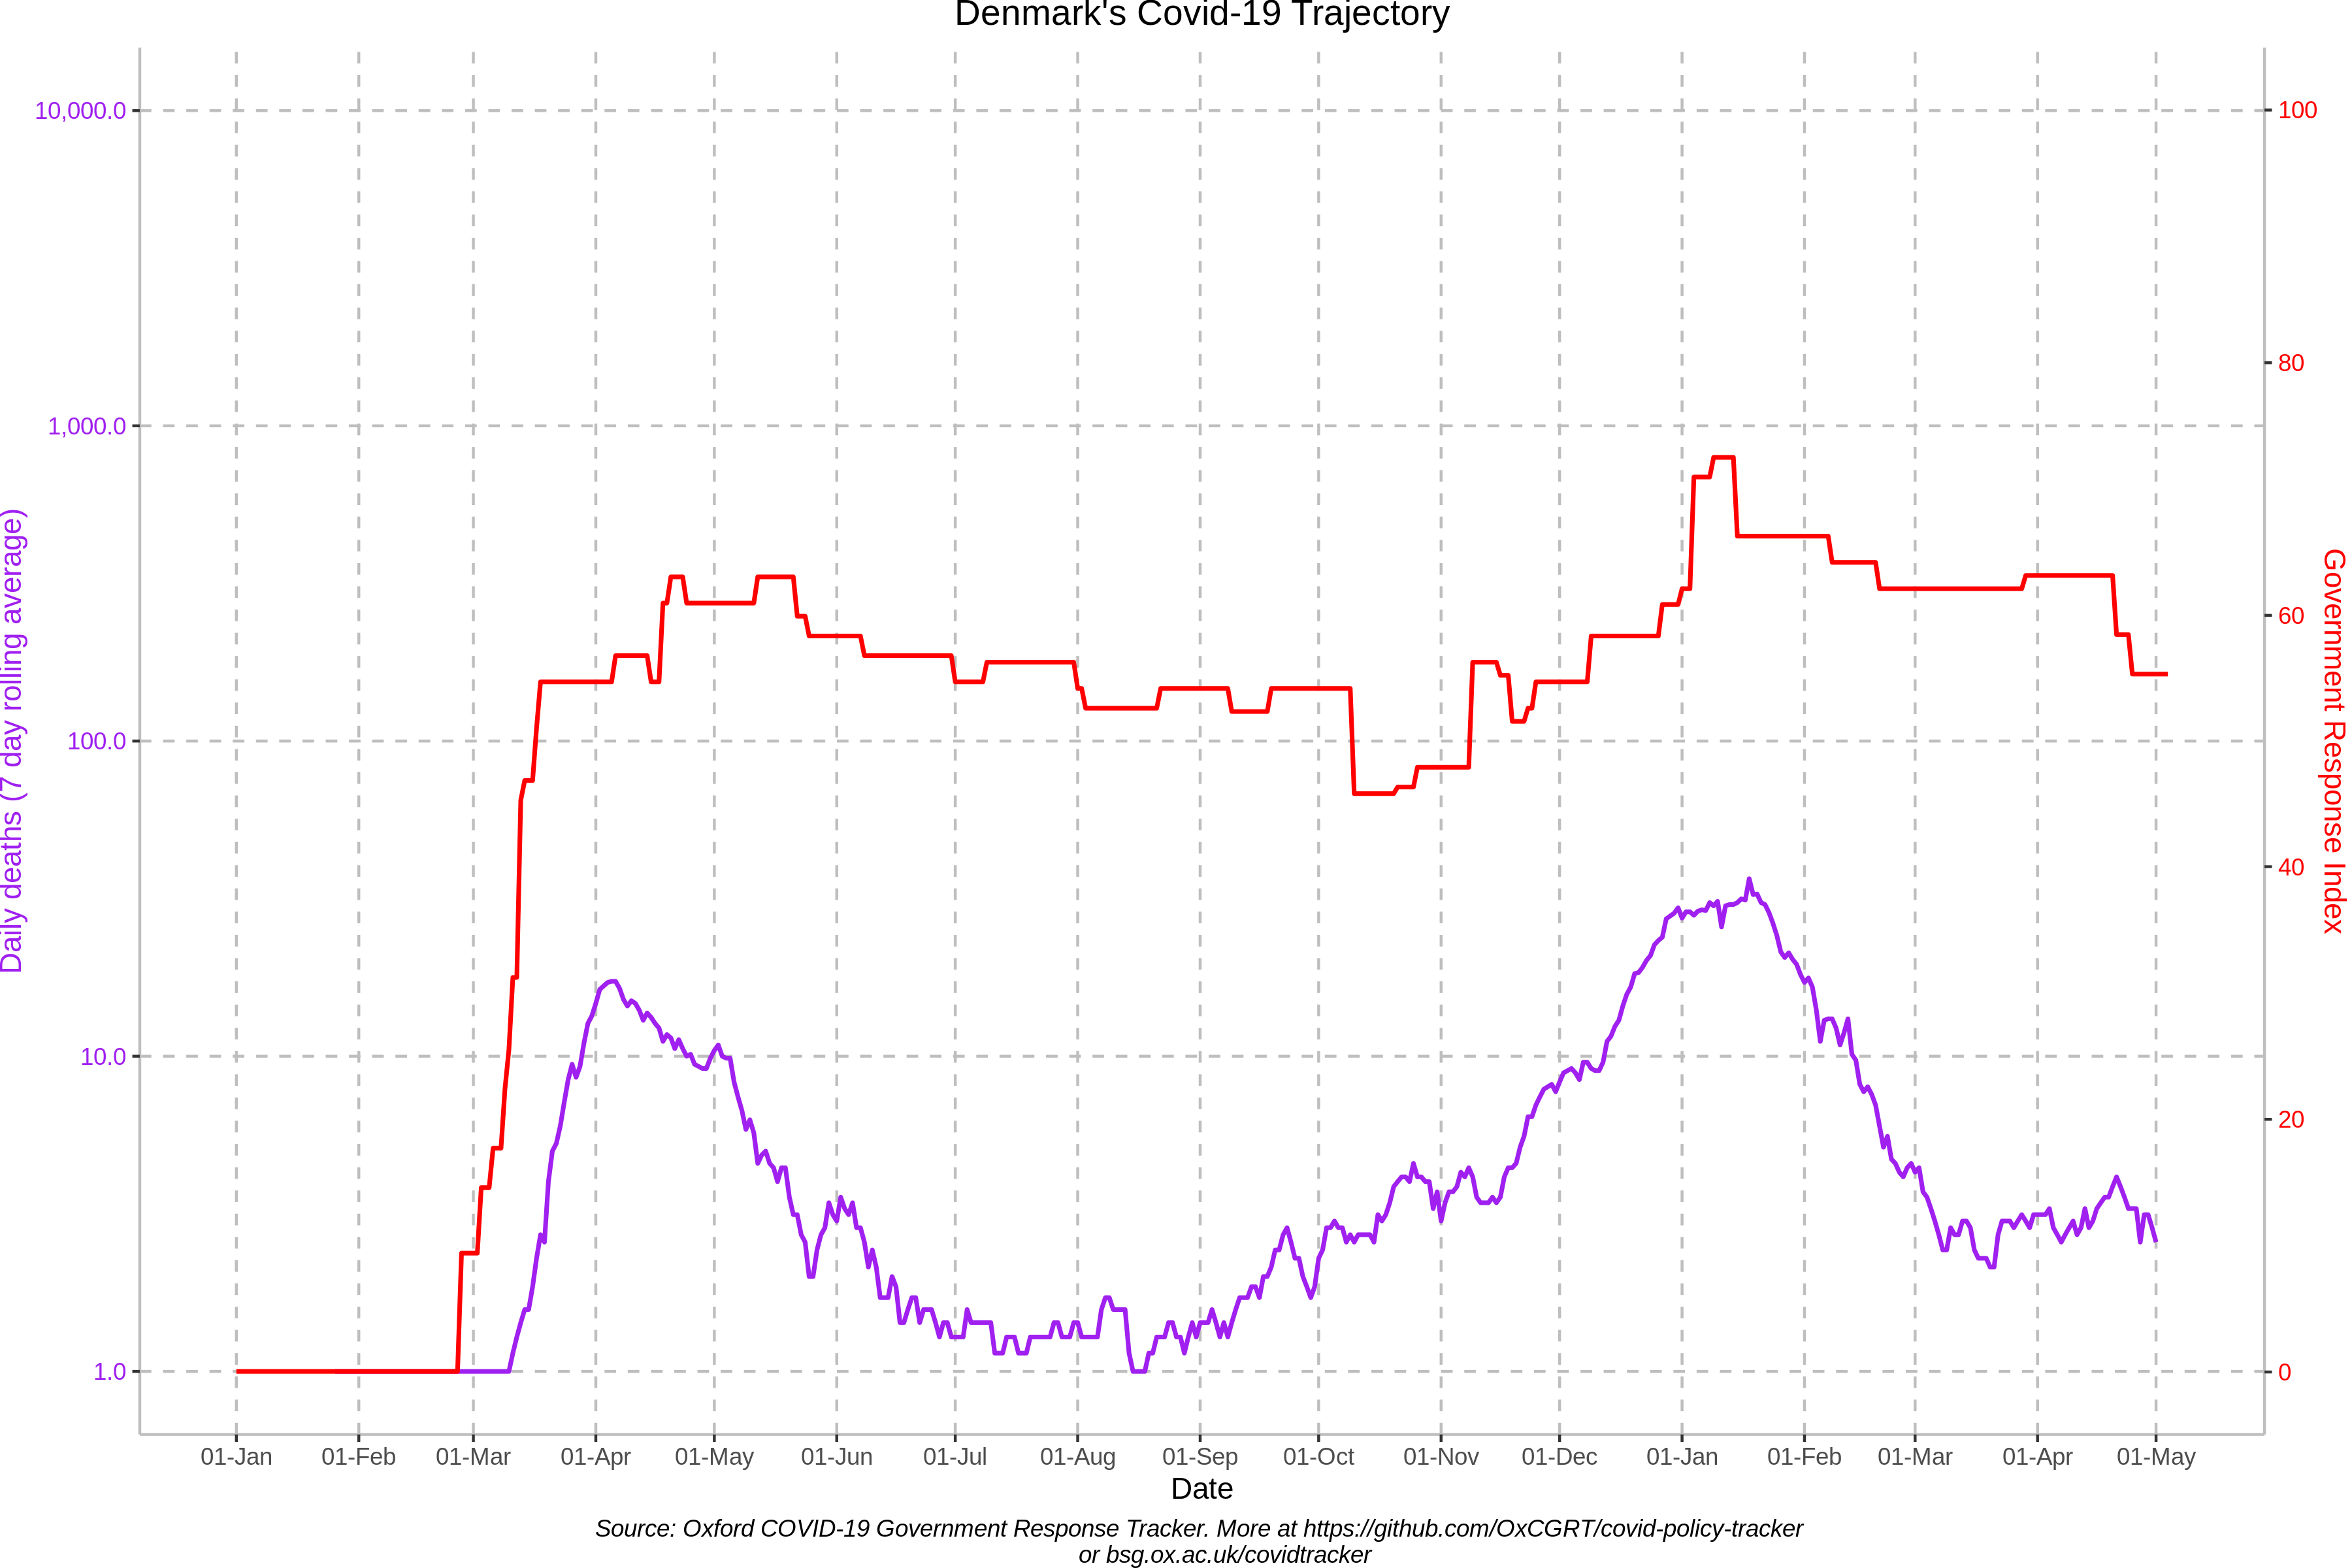 Denmark's Covid-19 Trajectory
10,000.0
1,000.0
100.0
10.0
1.0
Daily deaths (7 day rolling average)
100
80
60
40
20
0
Government Response Index
01-Jan 01-Feb 01-Mar 01-Apr 01-May 01-Jun 01-Jul 01-Aug 01-Sep 01-Oct 01-Nov 01-Dec 01-Jan 01-Feb 01-Mar 01-Apr 01-May
Date
Source: Oxford COVID-19 Government Response Tracker. More at https://github.com/OxCGRT/covid-policy-tracker
or bsg.ox.ac.uk/covidtracker